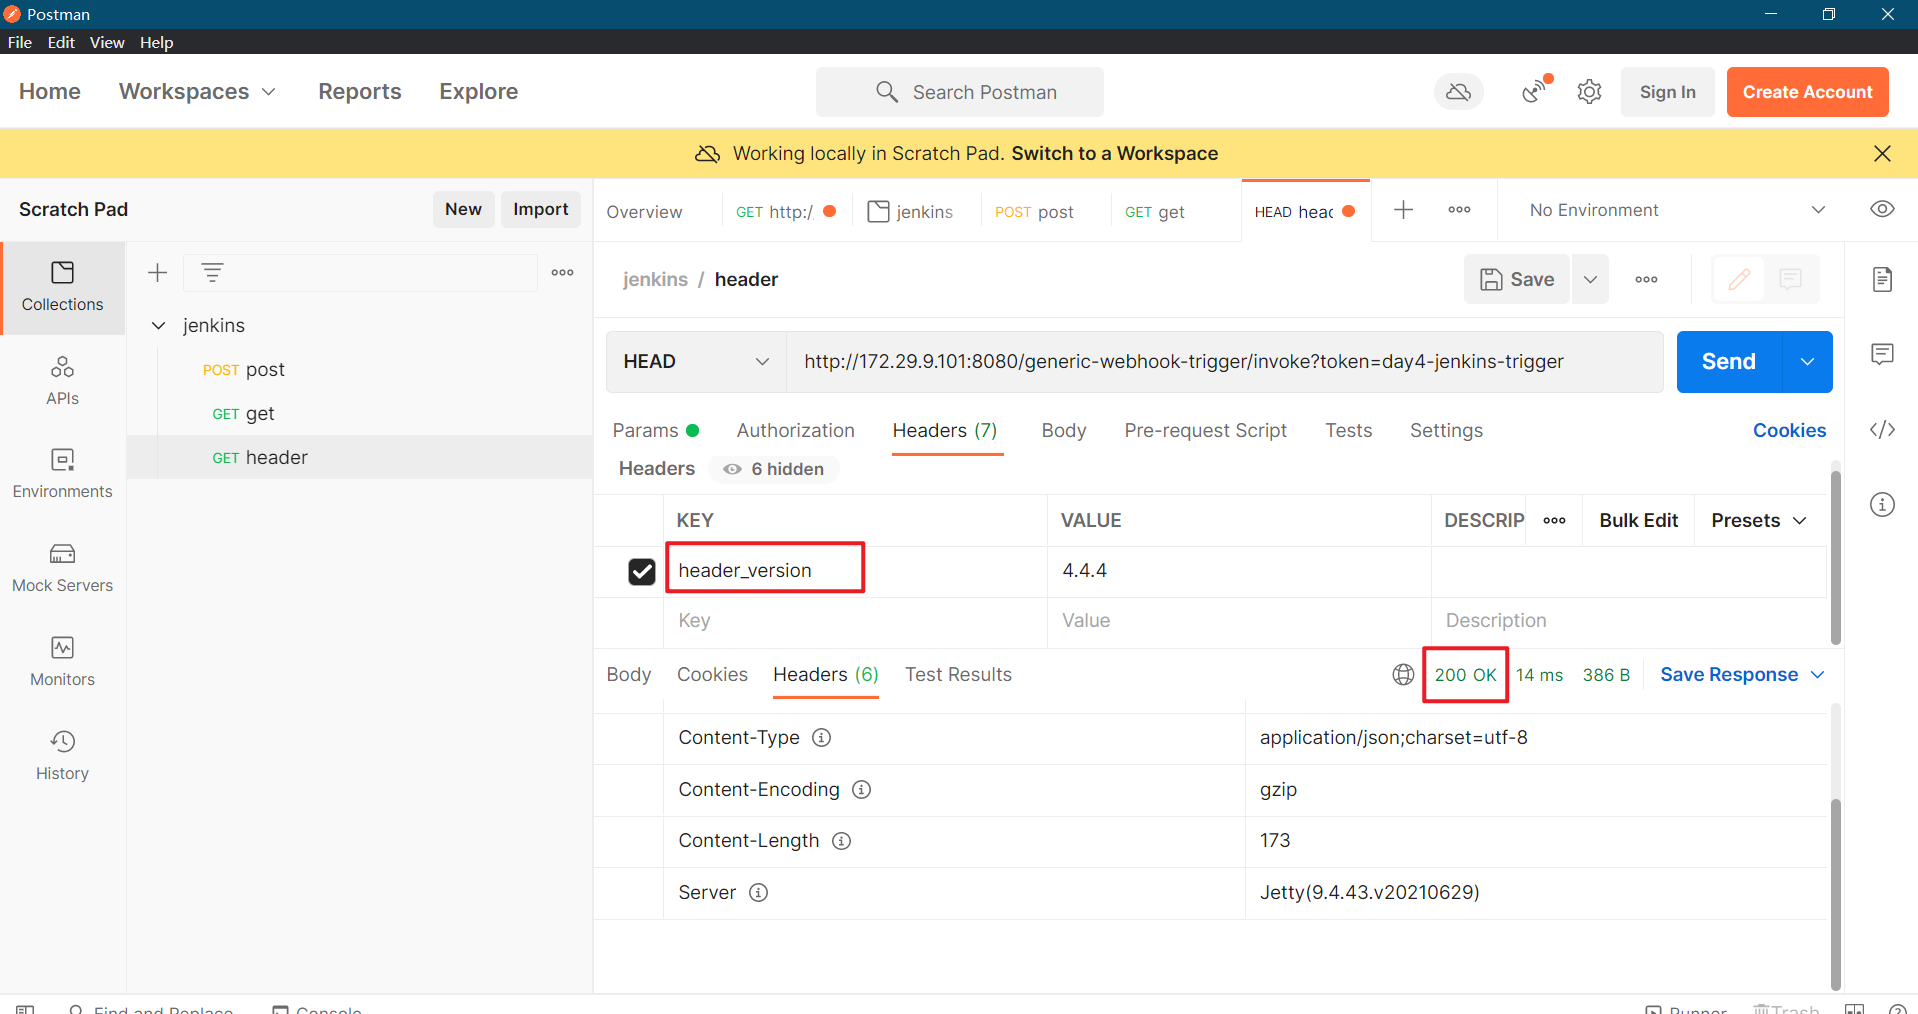 Postman
File Edit View Help
Home Workspaces Reports Explore Search Postman Sign In Create Account
Working locally in Scratch Pad. Switch to a Workspace
Scratch Pad New Import
Overview GET http:/ jenkins POST post GET get HEAD head No Environment
Collections
APIs
Environments
Mock Servers
Monitors
History
jenkins
POST post
GET get
GET header
jenkins / header Save
HEAD http://172.29.9.101:8080/generic-webhook-trigger/invoke?token=day4-jenkins-trigger Send
Params Authorization Headers (7) Body Pre-request Script Tests Settings Cookies
Headers 6 hidden
KEY VALUE DESCRIP Bulk Edit Presets
header_version 4.4.4
Key Value Description
Body Cookies Headers (6) Test Results 200 OK 14 ms 386 B Save Response
Content-Type application/json;charset=utf-8
Content-Encoding gzip
Content-Length 173
Server Jetty(9.4.43.v20210629)
Find and Replace Console Runner Trash